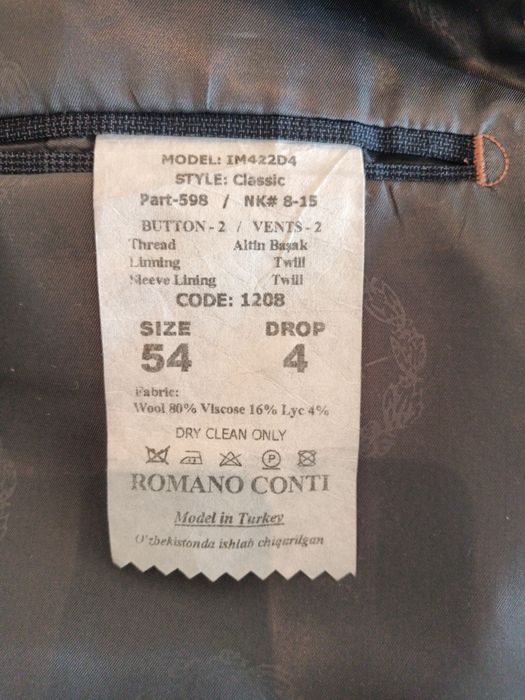 MODEL: IM422D4
STYLE: Classic
Part-598 / NK# 8-15
BUTTON - 2 / VENTS - 2
Thread Altin Başak
Linning Twill
Sleeve Lining Twill
CODE: 1208
SIZE DROP
54 4
Fabric:
Wool 80% Viscose 16% Lyc 4%
DRY CLEAN ONLY
P
ROMANO CONTI
Model in Turkey
O'zbekistonda ishlab chiqarilgan